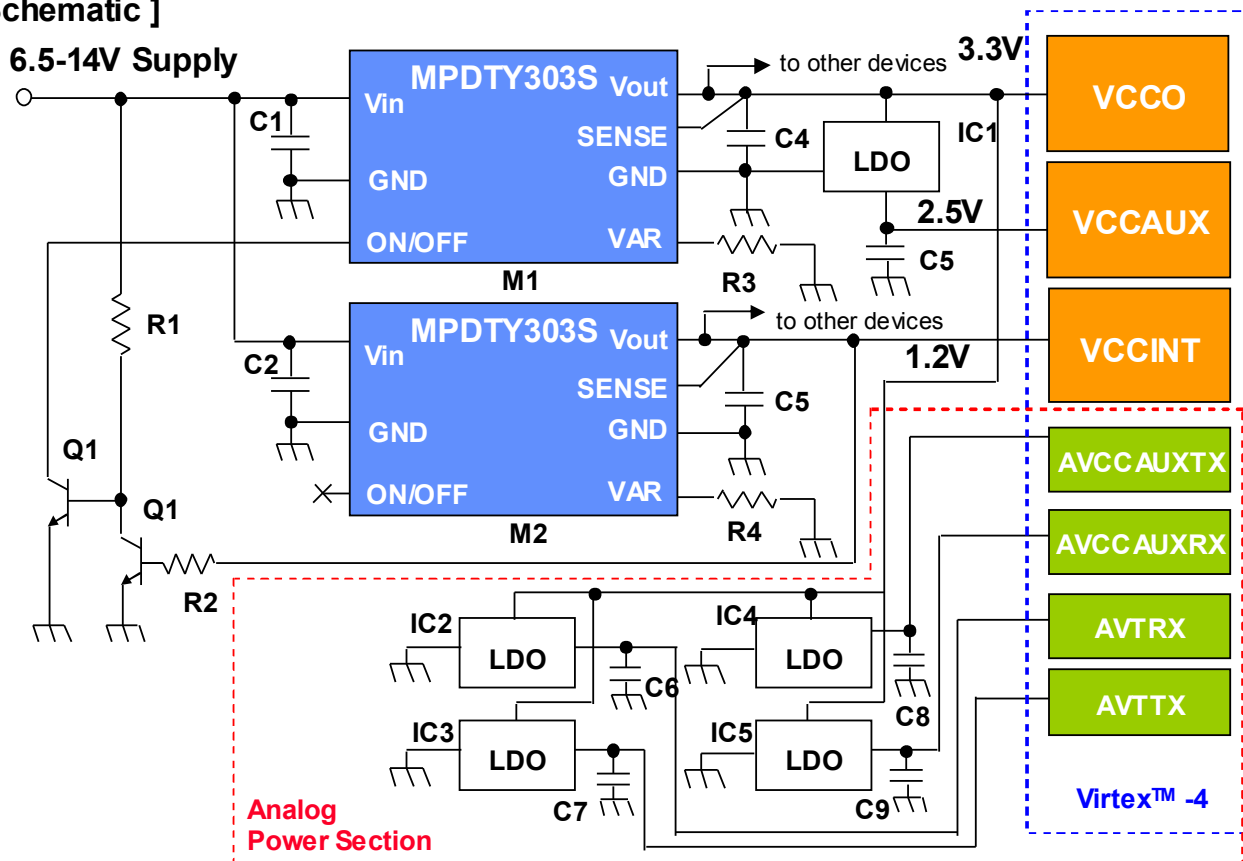 chematic ]
6.5-14V Supply
MPDTY303S
Vin
Vout
SENSE
GND
GND
ON/OFF
VAR
M1
C1
C4
R3
to other devices
3.3V
IC1
LDO
2.5V
C5
VCCO
VCCAUX
VCCINT
R1
C2
MPDTY303S
Vin
Vout
SENSE
GND
GND
ON/OFF
VAR
M2
C5
R4
to other devices
1.2V
Q1
Q1
R2
AVCCAUXTX
AVCCAUXRX
AVTRX
AVTTX
IC2
LDO
C6
IC4
LDO
C8
IC3
LDO
C7
IC5
LDO
C9
Analog
Power Section
Virtex™ -4